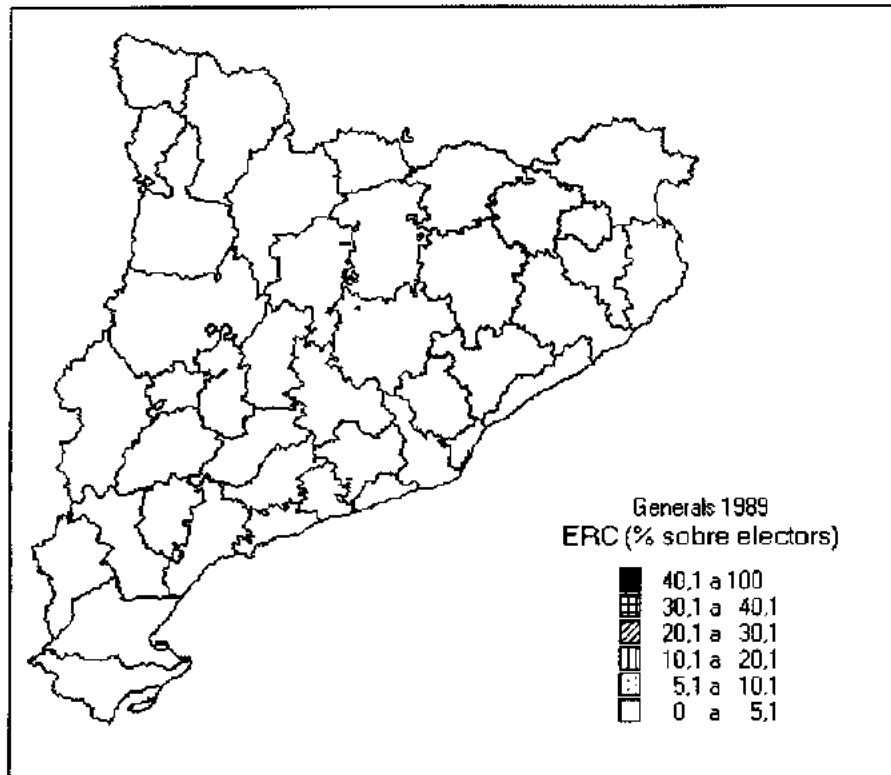 Generals 1989
ERC (% sobre electors)
40,1 a 100
30,1 a 40,1
20,1 a 30,1
10,1 a 20,1
5,1 a 10,1
0 a 5,1